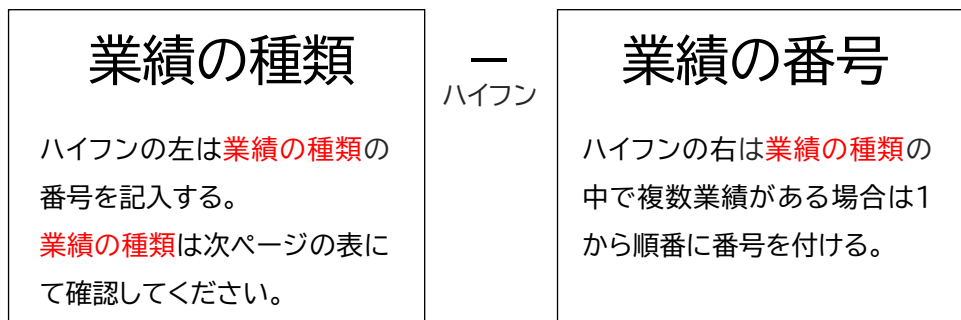 業績の種類
ハイフンの左は業績の種類の
番号を記入する。
業績の種類は次ページの表に
て確認してください。
ー
ハイフン
業績の番号
ハイフンの右は業績の種類の
中で複数業績がある場合は1
から順番に番号を付ける。